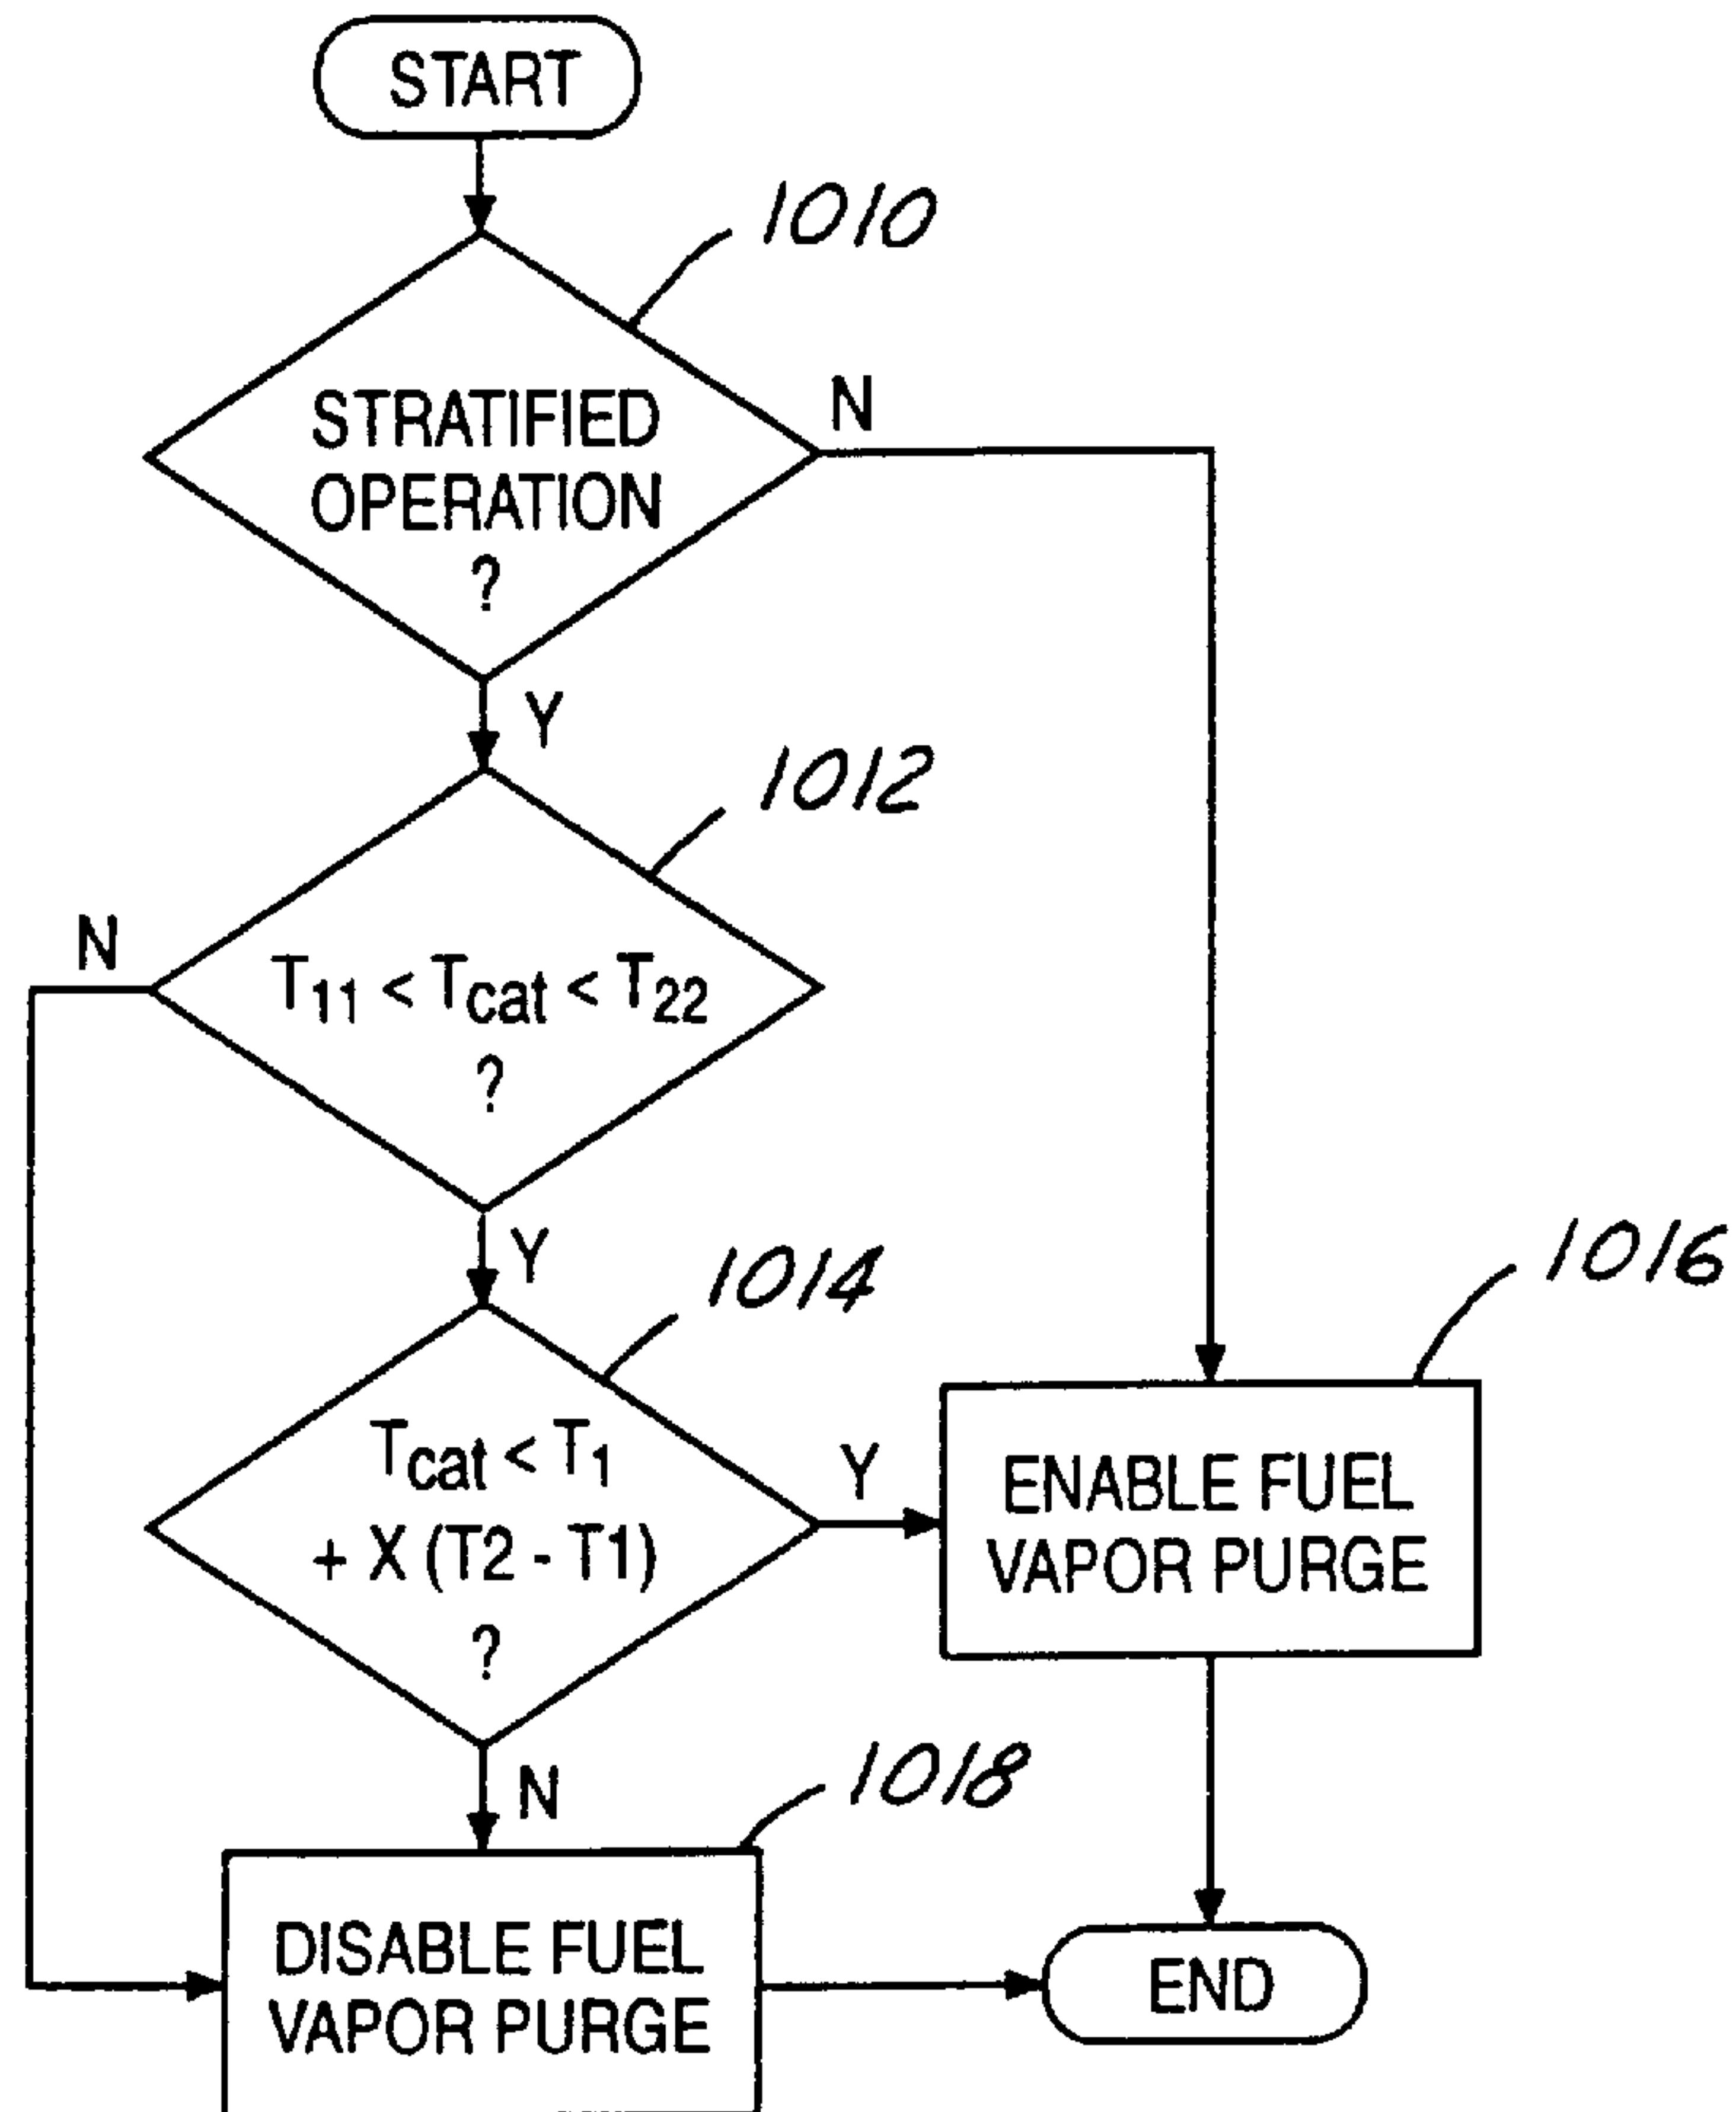 START
1010
STRATIFIED
OPERATION
?
N
Y
1012
N
T11 < Tcat < T22
?
Y
1014
Tcat < T1
+ X (T2 - T1)
?
Y
1016
ENABLE FUEL
VAPOR PURGE
N
1018
DISABLE FUEL
VAPOR PURGE
END